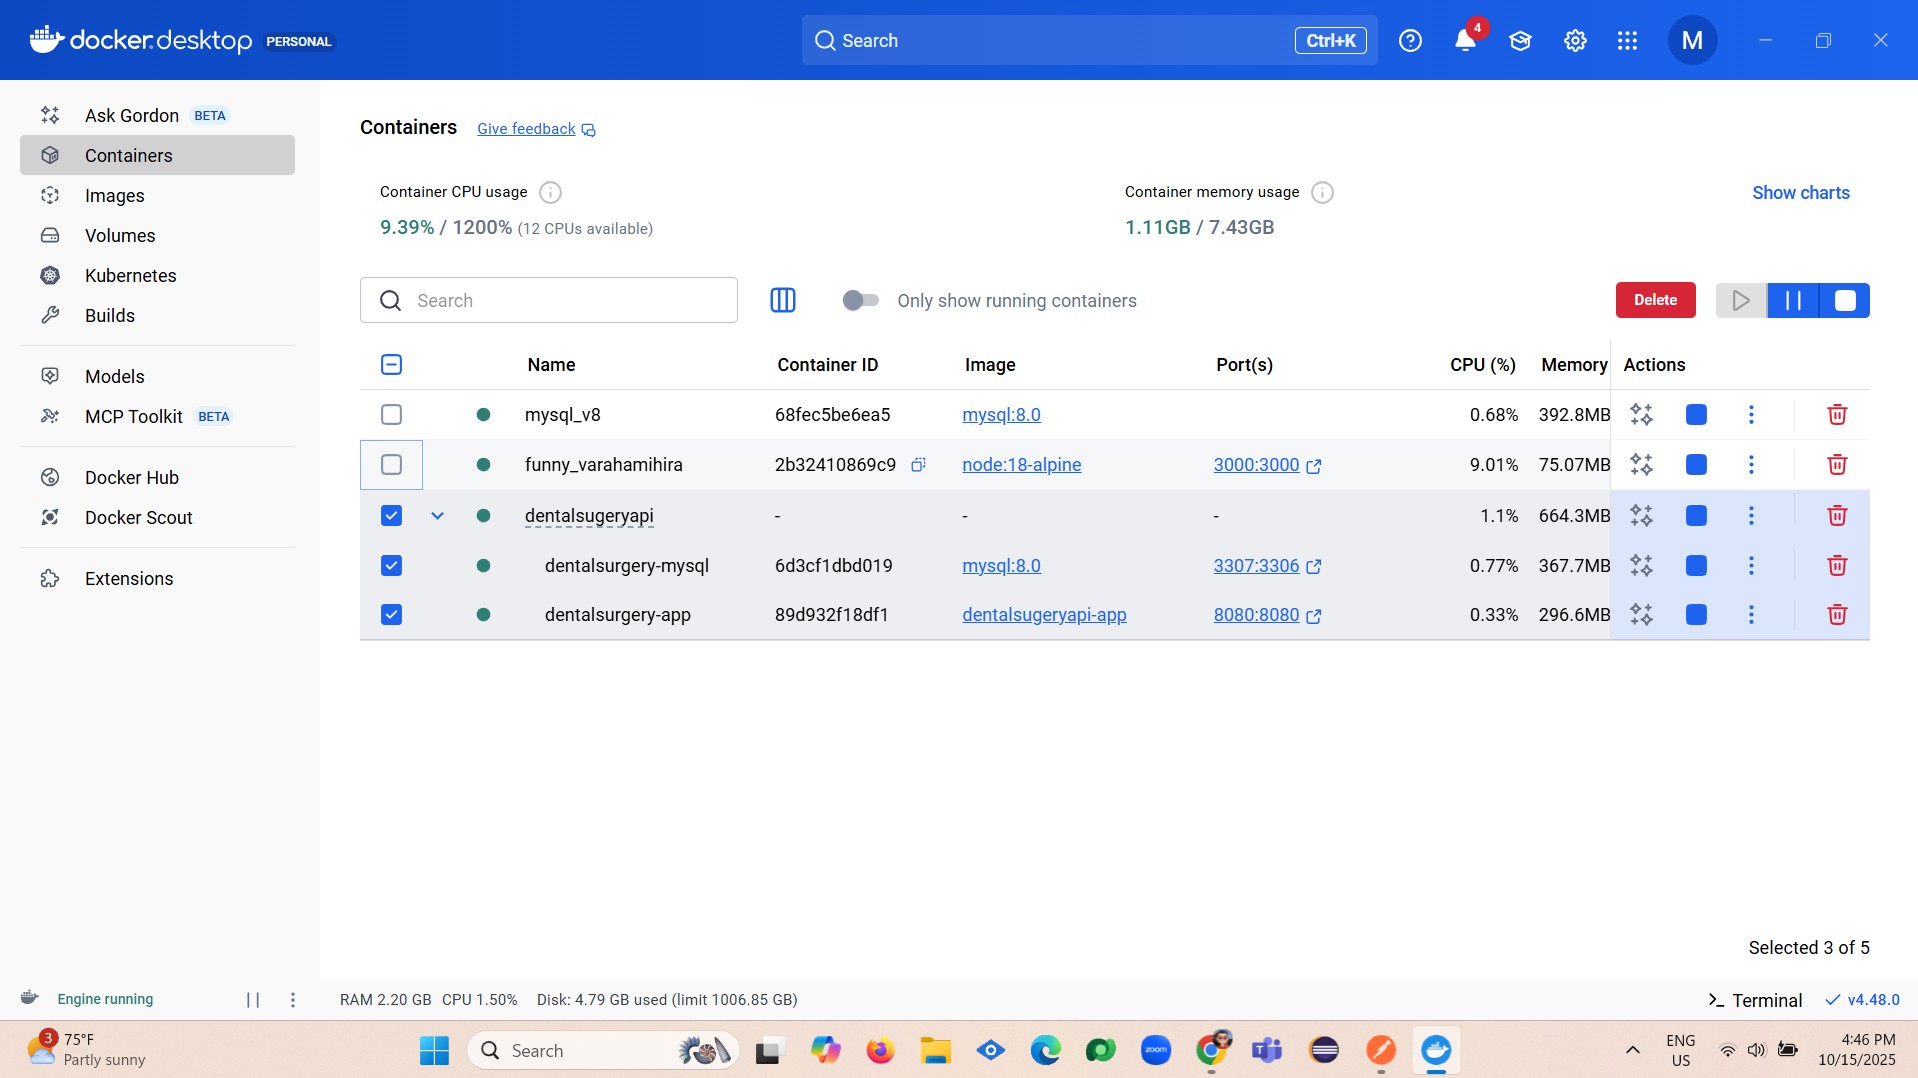 docker.desktop PERSONAL
Search Ctrl+K
4
M
Ask Gordon BETA
Containers
Images
Volumes
Kubernetes
Builds
Models
MCP Toolkit BETA
Docker Hub
Docker Scout
Extensions
Containers Give feedback
Container CPU usage
9.39% / 1200% (12 CPUs available)
Container memory usage
1.11GB / 7.43GB
Show charts
Search
Only show running containers
Delete
Name Container ID Image Port(s) CPU (%) Memory Actions
mysql_v8 68fec5be6ea5 mysql:8.0 0.68% 392.8MB
funny_varahamihira 2b32410869c9 node:18-alpine 3000:3000 9.01% 75.07MB
dentalsugeryapi - - - 1.1% 664.3MB
dentalsurgery-mysql 6d3cf1dbd019 mysql:8.0 3307:3306 0.77% 367.7MB
dentalsurgery-app 89d932f18df1 dentalsugeryapi-app 8080:8080 0.33% 296.6MB
Selected 3 of 5
Engine running
RAM 2.20 GB CPU 1.50% Disk: 4.79 GB used (limit 1006.85 GB)
Terminal v4.48.0
3
75°F
Partly sunny
Search
zoom
ENG
US
4:46 PM
10/15/2025